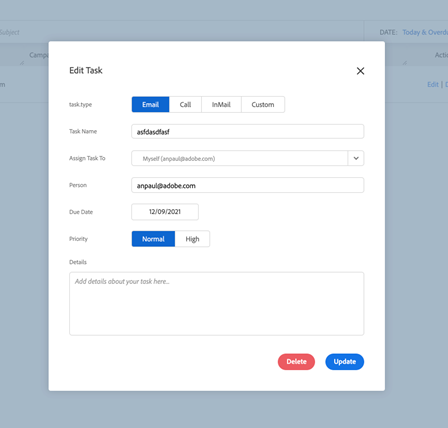 Subject
DATE: Today & Overd
Campa
Acti
m
Edit |
Edit Task
task.type
Email
Call
InMail
Custom
Task Name
asfdasdfasf
Assign Task To
Myself (anpaul@adobe.com)
Person
anpaul@adobe.com
Due Date
12/09/2021
Priority
Normal
High
Details
Add details about your task here...
Delete
Update